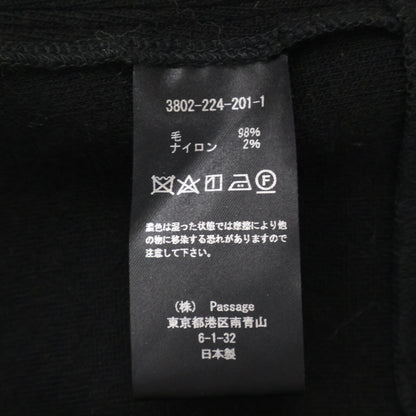 3802-224-201-1
毛 98%
ナイロン 2%
濃色は湿った状態では摩擦により他
の物に移染する恐れがありますので
注意して下さい。
(株) Passage
東京都港区南青山
6-1-32
日本製